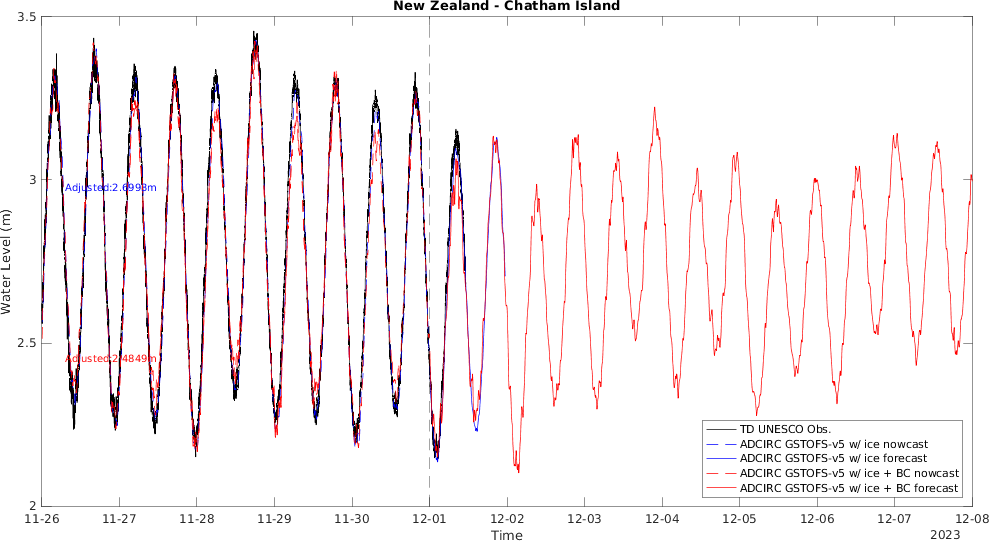 New Zealand - Chatham Island
3.5
3
2.5
2
Water Level (m)
Adjusted:2.6993m
Adjusted:2.4849m
TD UNESCO Obs.
ADCIRC GSTOFS-v5 w/ ice nowcast
ADCIRC GSTOFS-v5 w/ ice forecast
ADCIRC GSTOFS-v5 w/ ice + BC nowcast
ADCIRC GSTOFS-v5 w/ ice + BC forecast
11-26 11-27 11-28 11-29 11-30 12-01 12-02 12-03 12-04 12-05 12-06 12-07 12-08
Time
2023